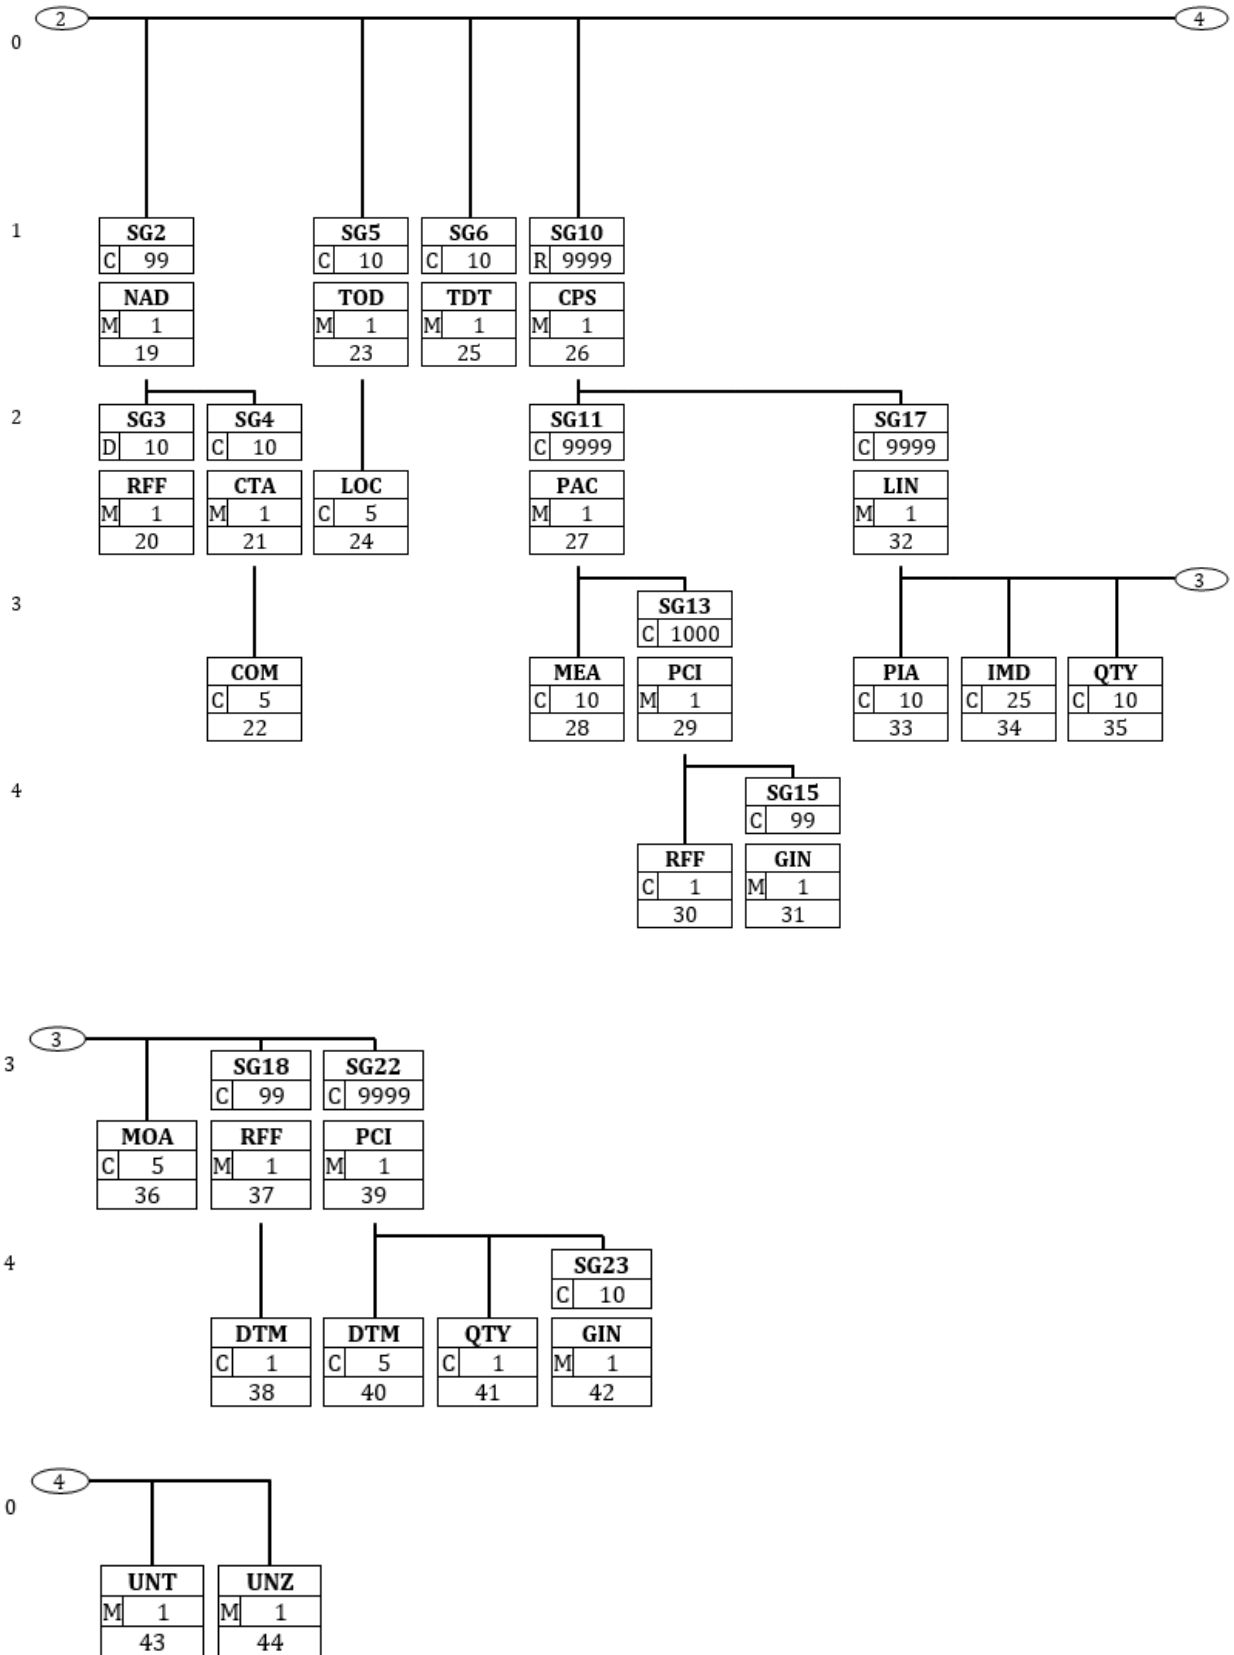 2 4
0
1 SG2 SG5 SG6 SG10
C 99 C 10 C 10 R 9999
NAD TOD TDT CPS
M 1 M 1 M 1 M 1
19 23 25 26
2 SG3 SG4 SG11 SG17
D 10 C 10 C 9999 C 9999
RFF CTA LOC PAC LIN
M 1 M 1 C 5 M 1 M 1
20 21 24 27 32
3
3 SG13
C 1000
COM MEA PCI PIA IMD QTY
C 5 C 10 M 1 C 10 C 25 C 10
22 28 29 33 34 35
4 SG15
C 99
RFF GIN
C 1 M 1
30 31
3
3 SG18 SG22
C 99 C 9999
MOA RFF PCI
C 5 M 1 M 1
36 37 39
4 SG23
C 10
DTM DTM QTY GIN
C 1 C 5 C 1 M 1
38 40 41 42
4
0
UNT UNZ
M 1 M 1
43 44